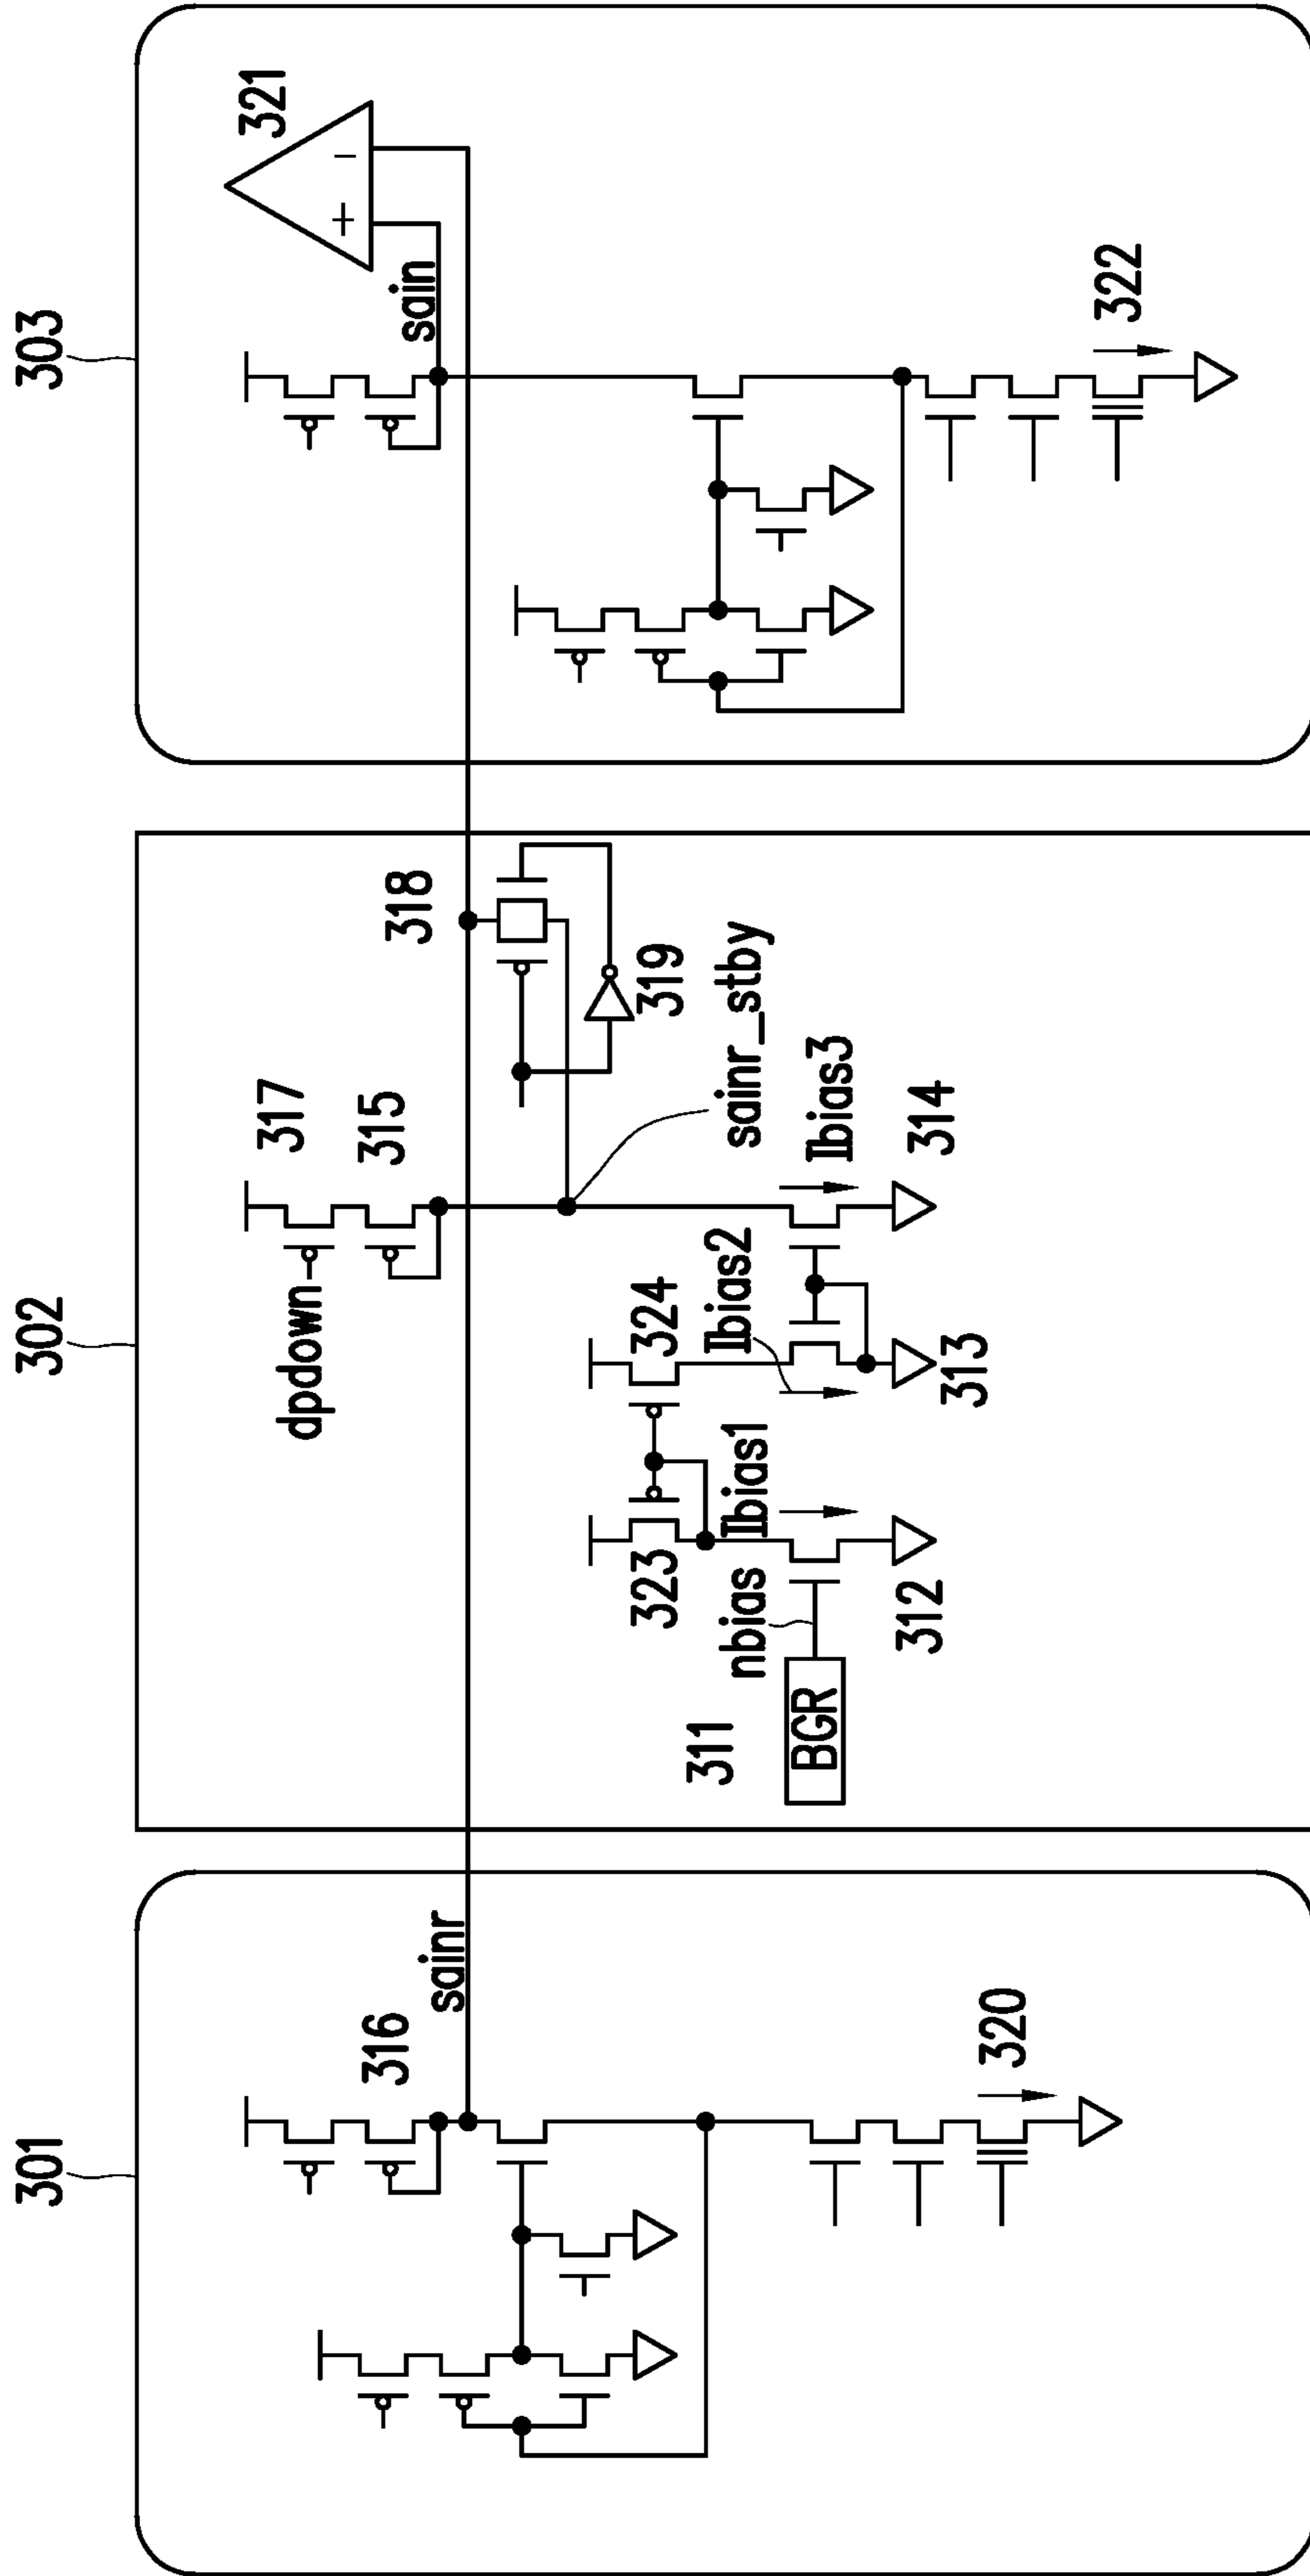 301
302
303
316
sainr
320
317
315
dpdown
318
319
sainr_stby
323
324
Ibias1
Ibias2
Ibias3
nbias
311
BGR
312
313
314
321
+
−
sain
322